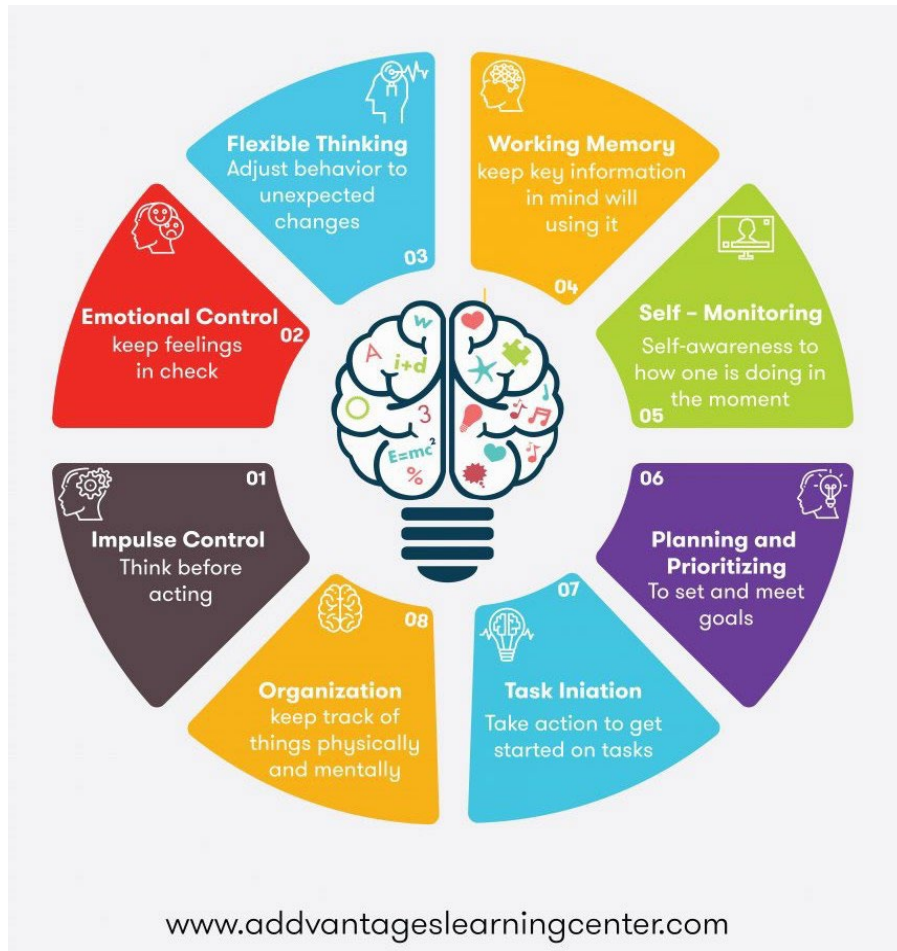 01
Impulse Control
Think before
acting
02
Emotional Control
keep feelings
in check
03
Flexible Thinking
Adjust behavior to
unexpected
changes
04
Working Memory
keep key information
in mind will
using it
05
Self - Monitoring
Self-awareness to
how one is doing in
the moment
06
Planning and
Prioritizing
To set and meet
goals
07
Task Iniation
Take action to get
started on tasks
08
Organization
keep track of
things physically
and mentally
w
A
i+d
3
E=mc²
%
www.addvantageslearningcenter.com